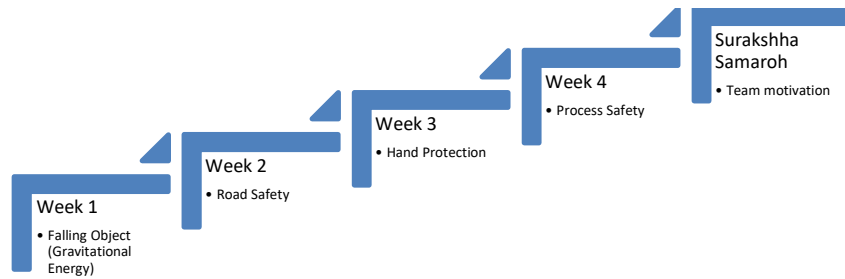 Week 1
• Falling Object
(Gravitational
Energy)
Week 2
• Road Safety
Week 3
• Hand Protection
Week 4
• Process Safety
Surakshha
Samaroh
• Team motivation